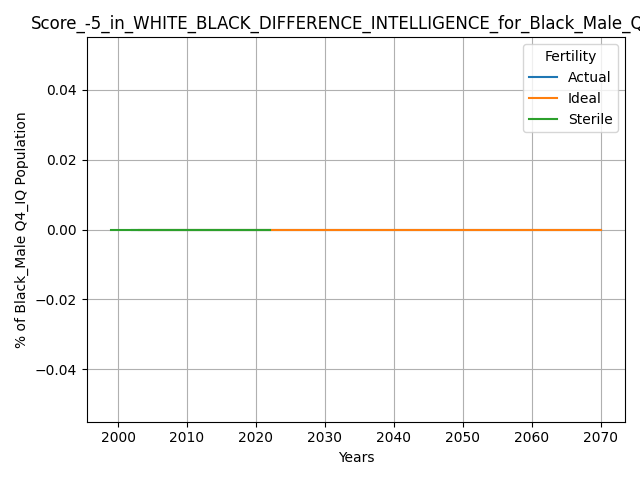 Score_-5_in_WHITE_BLACK_DIFFERENCE_INTELLIGENCE_for_Black_Male_Q
Fertility
Actual
Ideal
Sterile
% of Black_Male Q4_IQ Population
0.04
0.02
0.00
−0.02
−0.04
2000 2010 2020 2030 2040 2050 2060 2070
Years